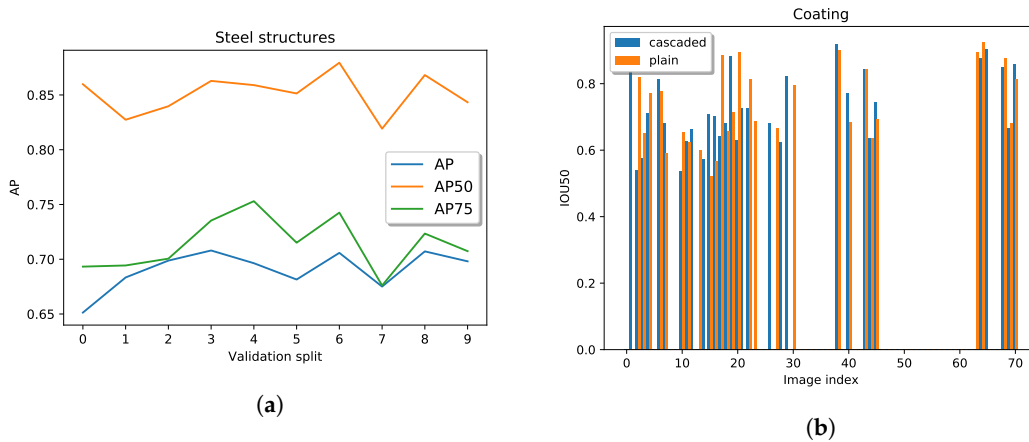 Steel structures
AP
0.85
0.80
0.75
0.70
0.65
AP
AP50
AP75
0 1 2 3 4 5 6 7 8 9
Validation split
(a)
Coating
IOU50
0.8
0.6
0.4
0.2
0.0
cascaded
plain
0 10 20 30 40 50 60 70
Image index
(b)